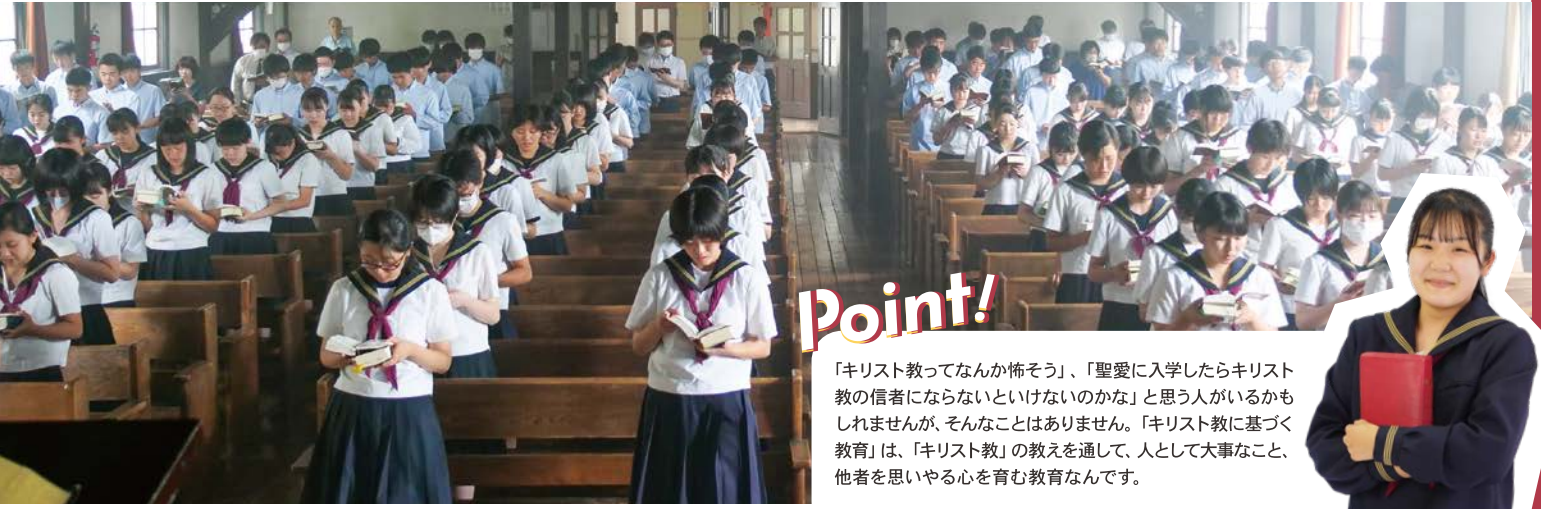 Point!
「キリスト教ってなんか怖そう」、「聖愛に入学したらキリスト
教の信者にならないといけないのかな」と思う人がいるかも
しれませんが、そんなことはありません。「キリスト教に基づく
教育」は、「キリスト教」の教えを通して、人として大事なこと、
他者を思いやる心を育む教育なんです。